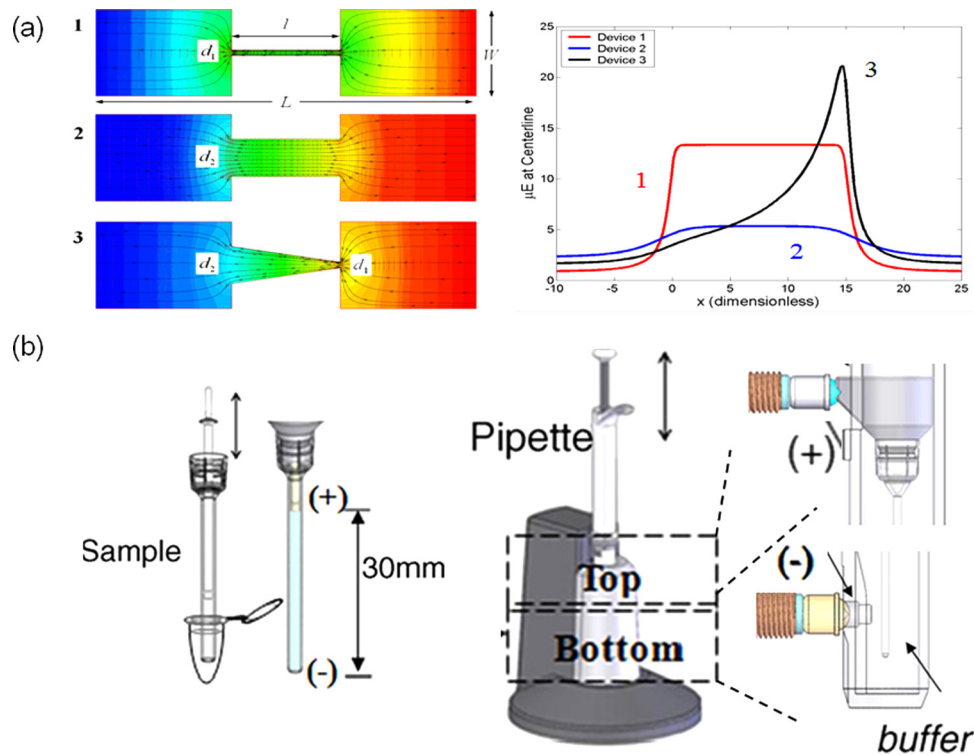 (a)
1
d₁
l
W
L
2
d₂
3
d₂
d₁
μE at Centerline
25
20
15
10
5
0
-10
-5
0
5
10
15
20
25
x (dimensionless)
Device 1
Device 2
Device 3
1
2
3
(b)
Sample
(+)
30mm
(-)
Pipette
Top
Bottom
(+)
(-)
buffer